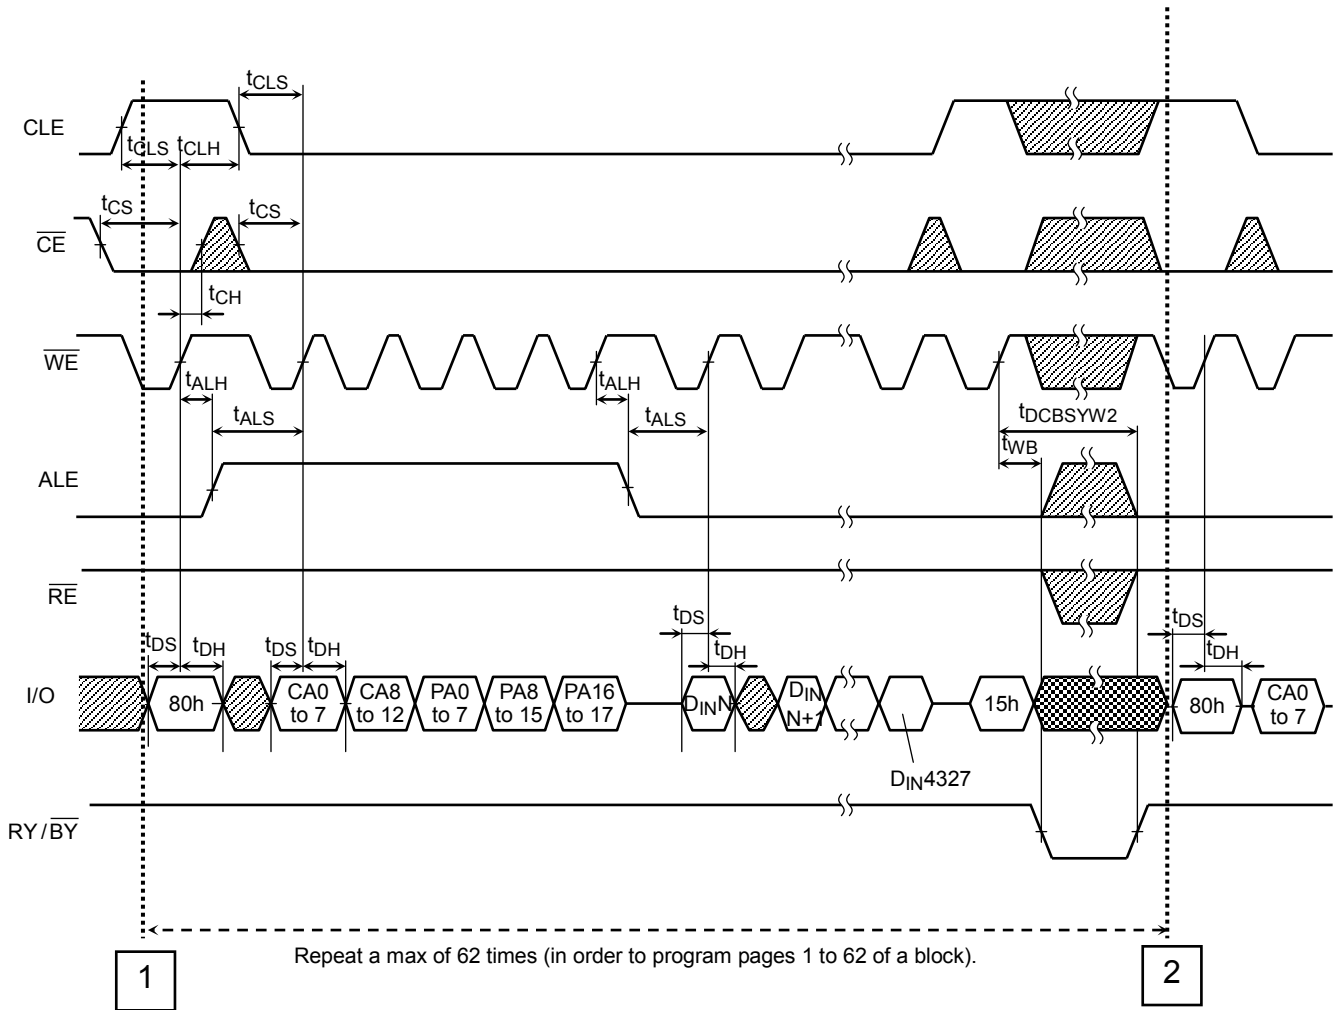 tCLS
CLE
tCLS
tCLH
tCS
tCS
CE
tCH
WE
tALH
tALH
tDCBSYW2
tALS
tALS
tWB
ALE
RE
tDS
tDH
tDS
tDH
tDS
tDH
tDS
tDH
I/O
80h
CA0
to 7
CA8
to 12
PA0
to 7
PA8
to 15
PA16
to 17
DINN
DIN
N+1
15h
80h
CA0
to 7
DIN4327
RY/BY
1
Repeat a max of 62 times (in order to program pages 1 to 62 of a block).
2